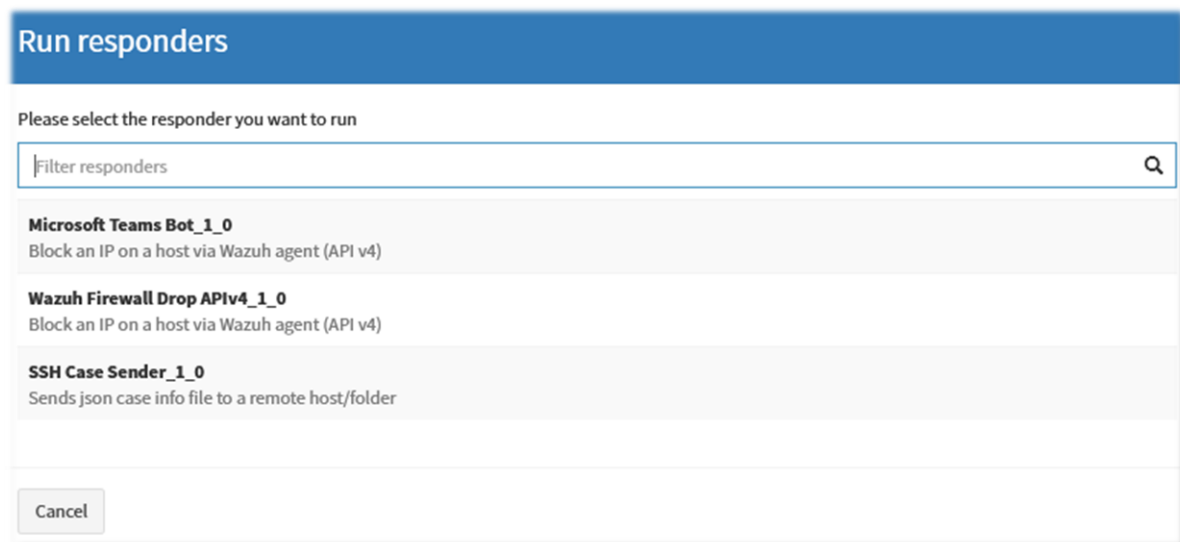 Run responders
Please select the responder you want to run
Filter responders
Microsoft Teams Bot_1_0
Block an IP on a host via Wazuh agent (API v4)
Wazuh Firewall Drop APIv4_1_0
Block an IP on a host via Wazuh agent (API v4)
SSH Case Sender_1_0
Sends json case info file to a remote host/folder
Cancel